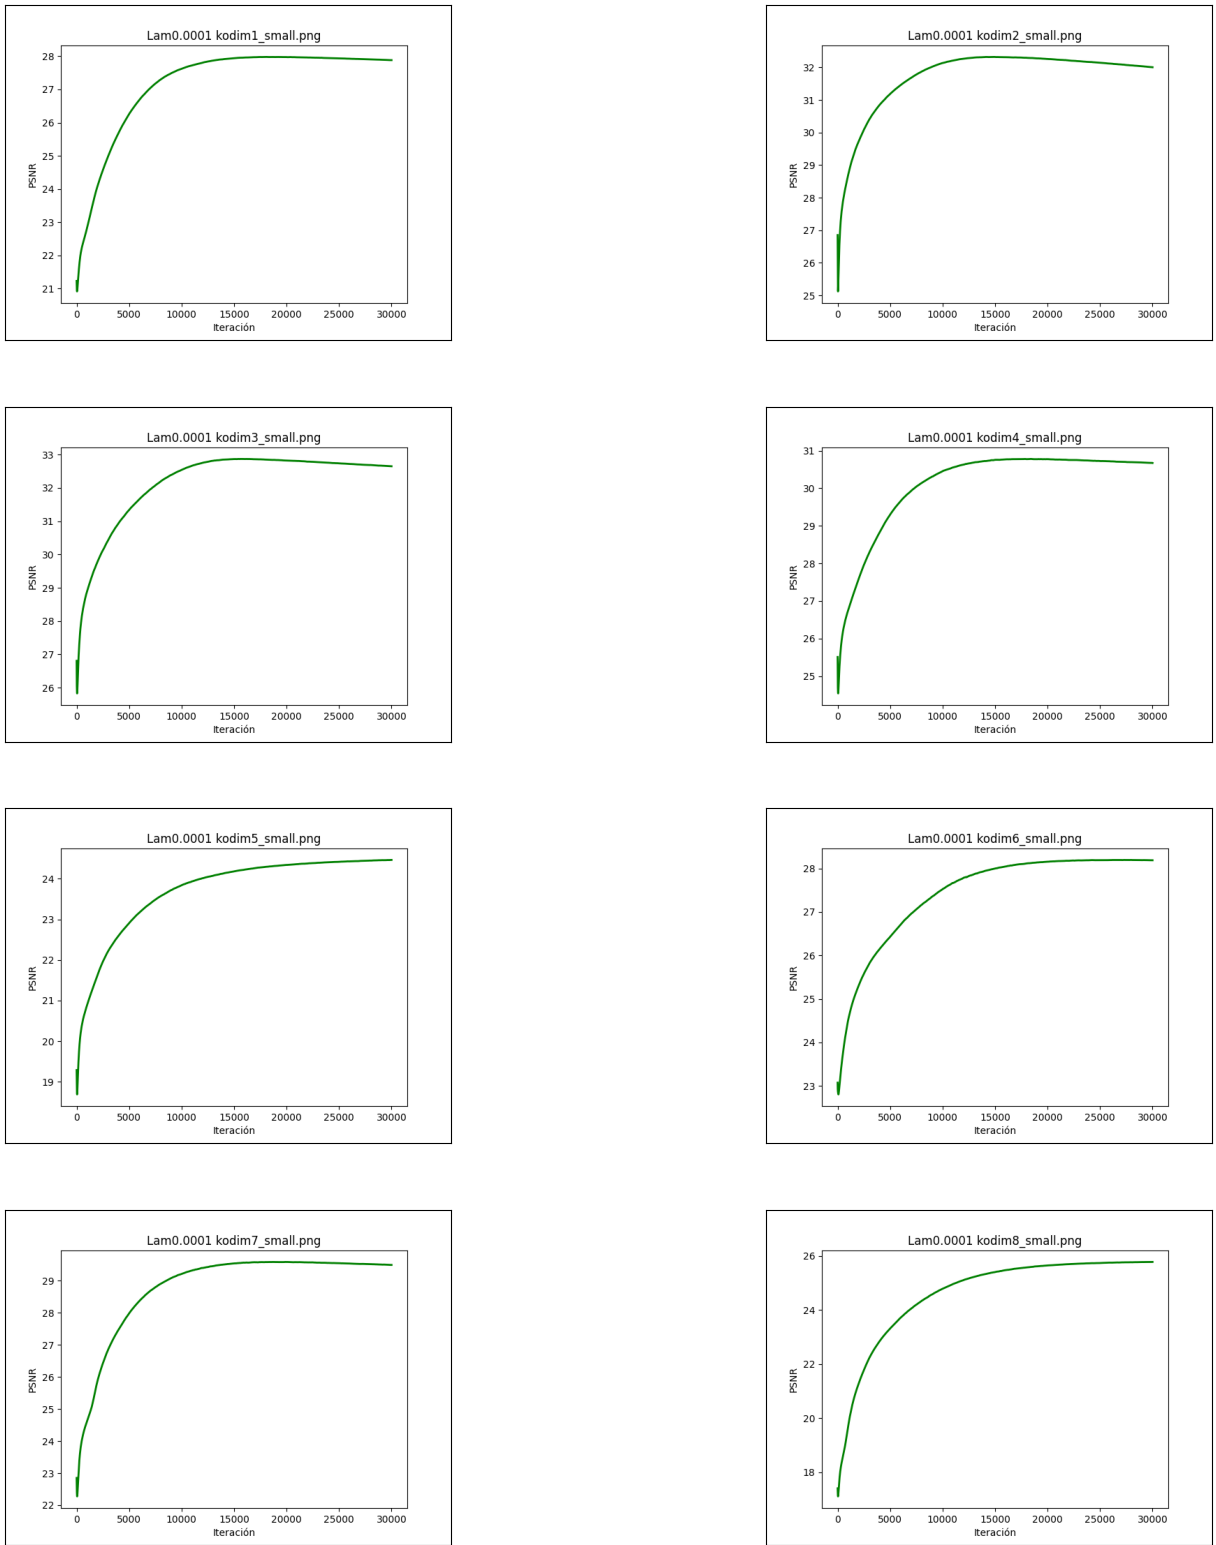 Lam0.0001 kodim1_small.png
28
27
26
25
24
23
22
21
PSNR
0 5000 10000 15000 20000 25000 30000
Iteración
Lam0.0001 kodim2_small.png
32
31
30
29
28
27
26
25
PSNR
0 5000 10000 15000 20000 25000 30000
Iteración
Lam0.0001 kodim3_small.png
33
32
31
30
29
28
27
26
PSNR
0 5000 10000 15000 20000 25000 30000
Iteración
Lam0.0001 kodim4_small.png
31
30
29
28
27
26
25
PSNR
0 5000 10000 15000 20000 25000 30000
Iteración
Lam0.0001 kodim5_small.png
24
23
22
21
20
19
PSNR
0 5000 10000 15000 20000 25000 30000
Iteración
Lam0.0001 kodim6_small.png
28
27
26
25
24
23
PSNR
0 5000 10000 15000 20000 25000 30000
Iteración
Lam0.0001 kodim7_small.png
29
28
27
26
25
24
23
22
PSNR
0 5000 10000 15000 20000 25000 30000
Iteración
Lam0.0001 kodim8_small.png
26
24
22
20
18
PSNR
0 5000 10000 15000 20000 25000 30000
Iteración